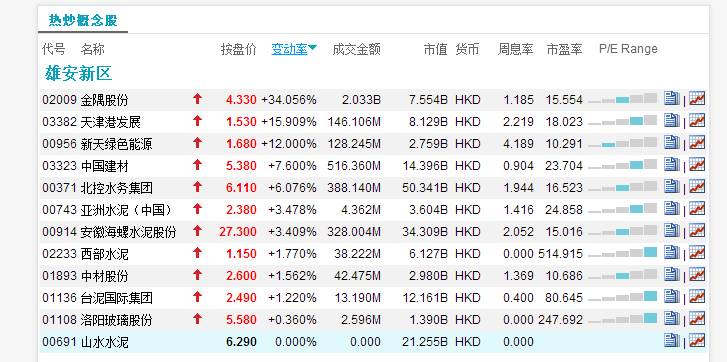 热炒概念股
代号 名称 按盘价 变动率 成交金额 市值 货币 周息率 市盈率 P/E Range
雄安新区
02009 金隅股份 4.330 +34.056% 2.033B 7.554B HKD 1.185 15.554
03382 天津港发展 1.530 +15.909% 146.106M 8.129B HKD 2.219 18.023
00956 新天绿色能源 1.680 +12.000% 128.245M 2.759B HKD 4.189 10.291
03323 中国建材 5.380 +7.600% 516.360M 14.396B HKD 0.904 23.704
00371 北控水务集团 6.110 +6.076% 388.140M 50.341B HKD 1.944 16.523
00743 亚洲水泥（中国） 2.380 +3.478% 4.362M 3.604B HKD 1.416 24.858
00914 安徽海螺水泥股份 27.300 +3.409% 328.004M 34.309B HKD 2.052 15.016
02233 西部水泥 1.150 +1.770% 38.222M 6.127B HKD 0.000 514.915
01893 中材股份 2.600 +1.562% 42.475M 2.980B HKD 1.369 10.686
01136 台泥国际集团 2.490 +1.220% 13.190M 12.161B HKD 0.400 80.645
01108 洛阳玻璃股份 5.580 +0.360% 2.596M 1.390B HKD 0.000 247.692
00691 山水水泥 6.290 0.000% 0.000 21.255B HKD 0.000